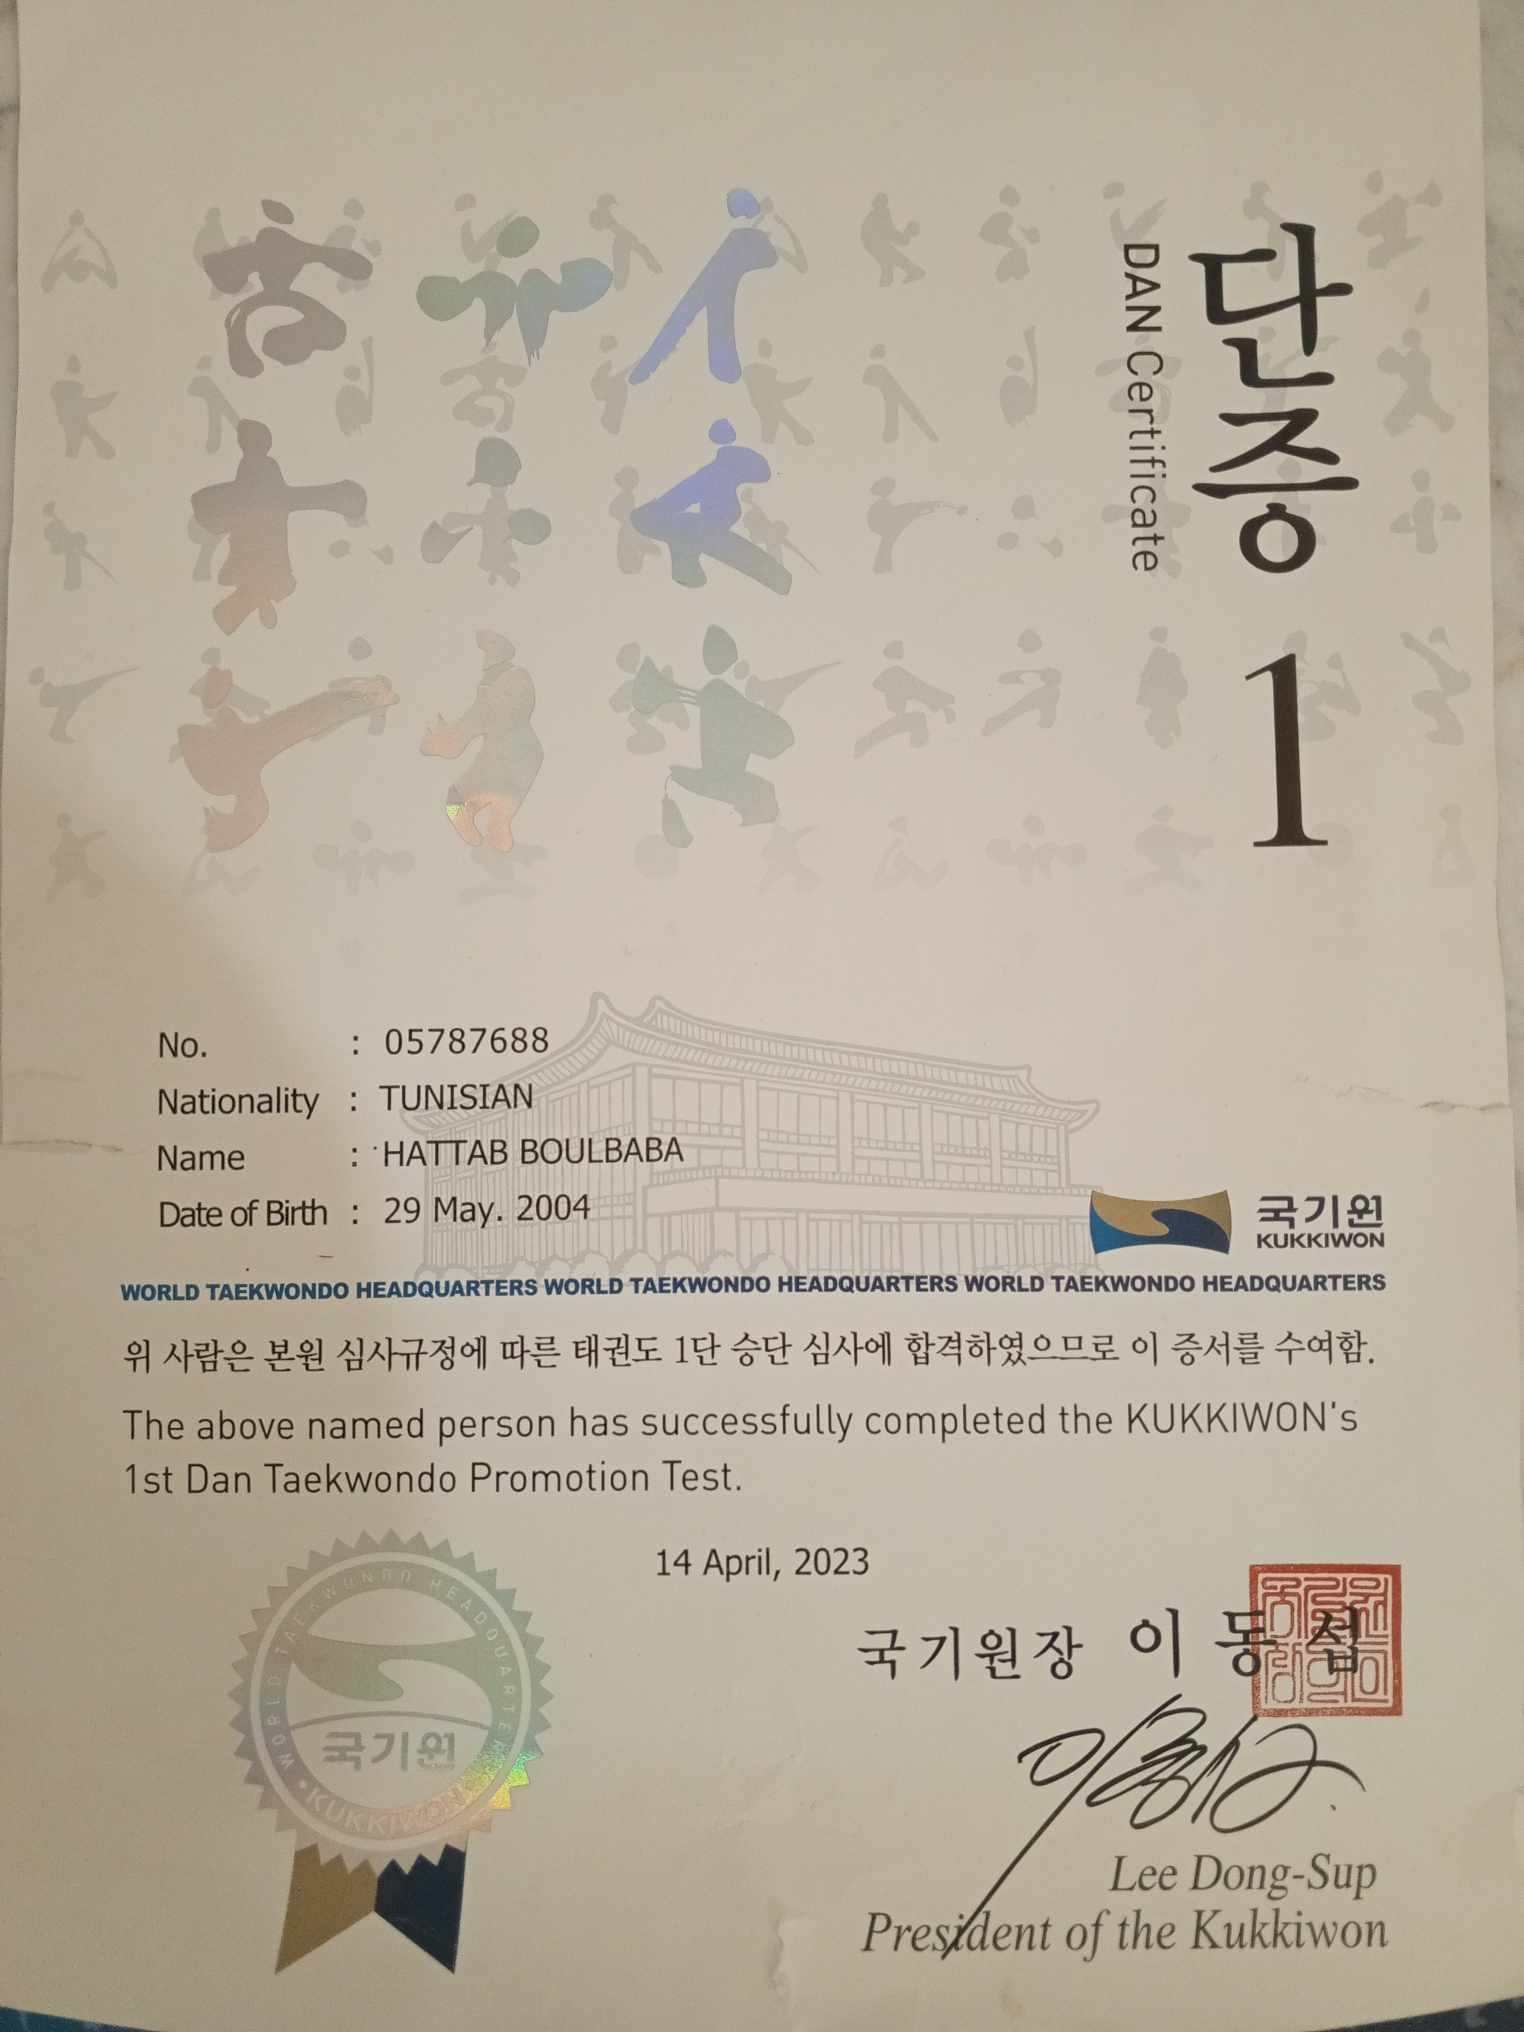 단증 1
DAN Certificate
No. : 05787688
Nationality : TUNISIAN
Name : HATTAB BOULBABA
Date of Birth : 29 May. 2004
국기원
KUKKIWON
WORLD TAEKWONDO HEADQUARTERS WORLD TAEKWONDO HEADQUARTERS WORLD TAEKWONDO HEADQUARTERS
위 사람은 본원 심사규정에 따른 태권도 1단 승단 심사에 합격하였으므로 이 증서를 수여함.
The above named person has successfully completed the KUKKIWON's
1st Dan Taekwondo Promotion Test.
14 April, 2023
국기원장 이동섭
WORLD TAEKWONDO HEADQUARTERS
국기원
• KUKKIWON •
Lee Dong-Sup
President of the Kukkiwon